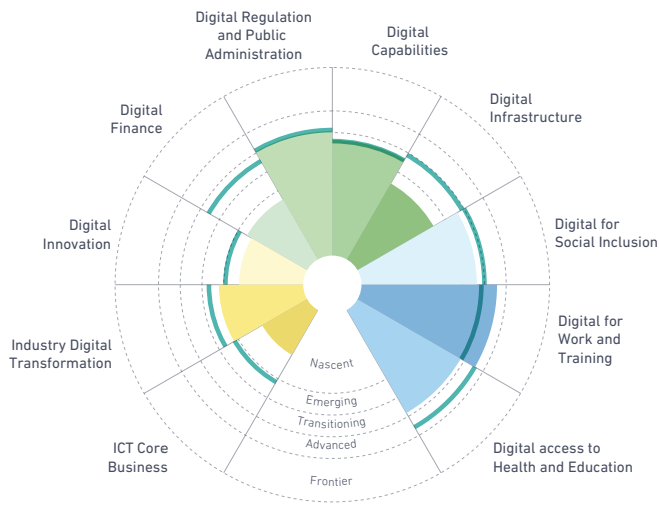 Digital Regulation
and Public
Administration
Digital
Capabilities
Digital
Infrastructure
Digital for
Social Inclusion
Digital for
Work and
Training
Digital access to
Health and Education
ICT Core
Business
Industry Digital
Transformation
Digital
Innovation
Digital
Finance
Nascent
Emerging
Transitioning
Advanced
Frontier